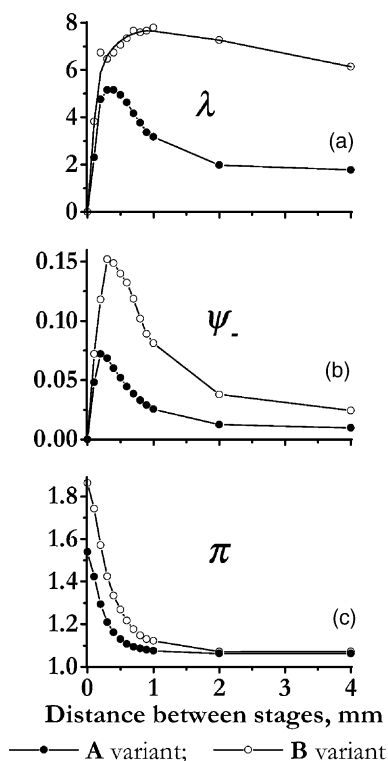 8
6
λ
4
(a)
2
0
0.15
ψ-
0.10
0.05
(b)
0.00
1.8
π
1.6
1.4
1.2
(c)
1.0
0 1 2 3 4
Distance between stages, mm
A variant; B variant